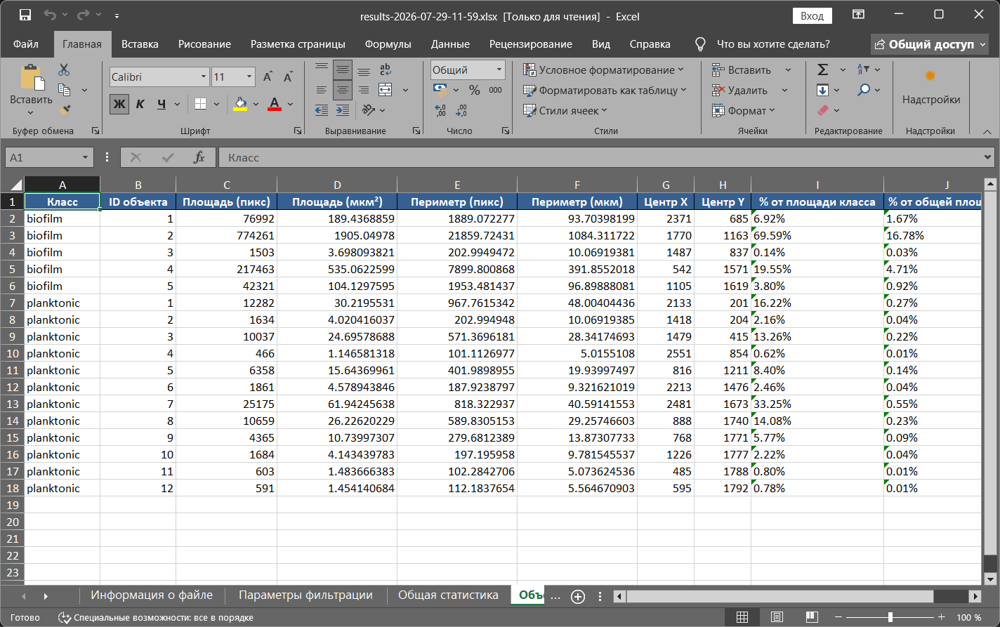 results-2026-07-29-11-59.xlsx [Только для чтения] - Excel
Вход
Файл Главная Вставка Рисование Разметка страницы Формулы Данные Рецензирование Вид Справка Что вы хотите сделать? Общий доступ
Вставить
Буфер обмена
Calibri 11
Ж К Ч А
Шрифт
Выравнивание
Общий
% 000
Число
Условное форматирование
Форматировать как таблицу
Стили ячеек
Стили
Вставить
Удалить
Формат
Ячейки
Редактирование
Надстройки
Надстройки
A1 fx Класс
A B C D E F G H I J
1 Класс ID объекта Площадь (пикс) Площадь (мкм²) Периметр (пикс) Периметр (мкм) Центр X Центр Y % от площади класса % от общей площ
2 biofilm 1 76992 189.4368859 1889.072277 93.70398199 2371 685 6.92% 1.67%
3 biofilm 2 774261 1905.04978 21859.72431 1084.311722 1770 1163 69.59% 16.78%
4 biofilm 3 1503 3.698093821 202.9949472 10.06919381 1487 837 0.14% 0.03%
5 biofilm 4 217463 535.0622599 7899.800868 391.8552018 542 1571 19.55% 4.71%
6 biofilm 5 42321 104.1297595 1953.481437 96.89888081 1105 1619 3.80% 0.92%
7 planktonic 1 12282 30.2195531 967.7615342 48.00404436 2133 201 16.22% 0.27%
8 planktonic 2 1634 4.020416037 202.994948 10.06919385 1418 204 2.16% 0.04%
9 planktonic 3 10037 24.69578688 571.3696181 28.34174693 1479 415 13.26% 0.22%
10 planktonic 4 466 1.146581318 101.1126977 5.0155108 2551 854 0.62% 0.01%
11 planktonic 5 6358 15.64369961 401.9898955 19.93997497 816 1211 8.40% 0.14%
12 planktonic 6 1861 4.578943846 187.9238797 9.321621019 2213 1476 2.46% 0.04%
13 planktonic 7 25175 61.94245638 818.322937 40.59141553 2481 1673 33.25% 0.55%
14 planktonic 8 10659 26.22620229 589.8305153 29.25746603 888 1740 14.08% 0.23%
15 planktonic 9 4365 10.73997307 279.6812389 13.87307733 768 1771 5.77% 0.09%
16 planktonic 10 1684 4.143439783 197.195958 9.781545537 1226 1777 2.22% 0.04%
17 planktonic 11 603 1.483666383 102.2842706 5.073624536 485 1788 0.80% 0.01%
18 planktonic 12 591 1.454140684 112.1837654 5.564670903 595 1792 0.78% 0.01%
19
20
21
22
23
Информация о файле Параметры фильтрации Общая статистика Объе ...
Готово Специальные возможности: все в порядке 100 %